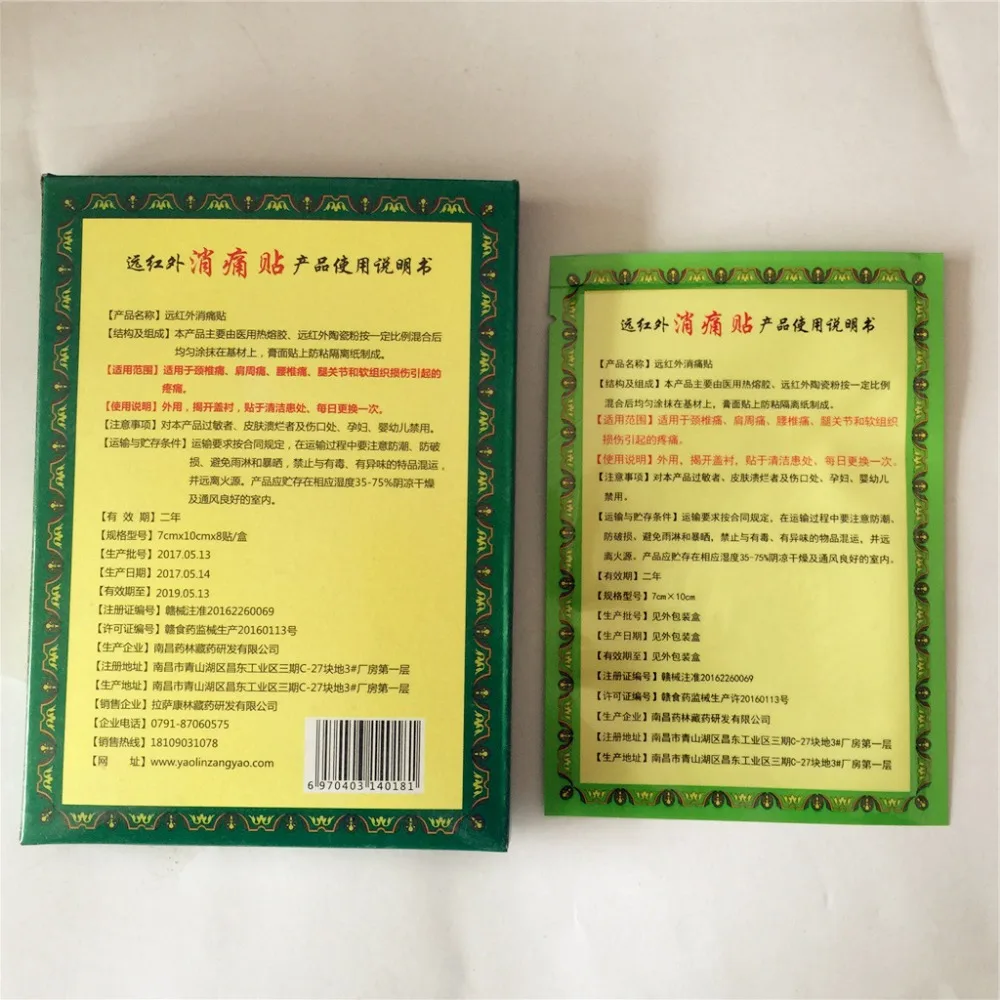 远红外消痛贴产品使用说明书
【产品名称】远红外消痛贴
【结构及组成】本产品主要由医用热熔胶、远红外陶瓷粉按一定比例混合后
均匀涂抹在基材上，膏面贴上防粘隔离纸制成。
【适用范围】适用于颈椎痛、肩周痛、腰椎痛、腿关节和软组织损伤引起的
疼痛。
【使用说明】外用，揭开盖衬，贴于清洁患处、每日更换一次。
【注意事项】对本产品过敏者、皮肤溃烂者及伤口处、孕妇、婴幼儿禁用。
【运输与贮存条件】运输要求按合同规定，在运输过程中要注意防潮、防破
损、避免雨淋和暴晒，禁止与有毒、有异味的特品混运，
并远离火源。产品应贮存在相应湿度35-75%阴凉干燥
及通风良好的室内。
【有 效 期】二年
【规格型号】7cmx10cmx8贴/盒
【生产批号】2017.05.13
【生产日期】2017.05.14
【有效期至】2019.05.13
【注册证编号】赣械注准20162260069
【许可证编号】赣食药监械生产20160113号
【生产企业】南昌药林藏药研发有限公司
【注册地址】南昌市青山湖区昌东工业区三期C-27块地3#厂房第一层
【生产地址】南昌市青山湖区昌东工业区三期C-27块地3#厂房第一层
【销售企业】拉萨康林藏药研发有限公司
【企业电话】0791-87060575
【销售热线】18109031078
【网 址】www.yaolinzangyao.com
6 970403 140181
远红外消痛贴产品使用说明书
【产品名称】远红外消痛贴
【结构及组成】本产品主要由医用热熔胶、远红外陶瓷粉按一定比例
混合后均匀涂抹在基材上，膏面贴上防粘隔离纸制成。
【适用范围】适用于颈椎痛、肩周痛、腰椎痛、腿关节和软组织
损伤引起的疼痛。
【使用说明】外用，揭开盖衬，贴于清洁患处、每日更换一次。
【注意事项】对本产品过敏者、皮肤溃烂者及伤口处、孕妇、婴幼儿
禁用。
【运输与贮存条件】运输要求按合同规定，在运输过程中要注意防潮、
防破损、避免雨淋和暴晒，禁止与有毒、有异味的物品混运，并远
离火源。产品应贮存在相应湿度35-75%阴凉干燥及通风良好的室内。
【有效期】二年
【规格型号】7cm×10cm
【生产批号】见外包装盒
【生产日期】见外包装盒
【有效期至】见外包装盒
【注册证编号】赣械注准20162260069
【许可证编号】赣食药监械生产许20160113号
【生产企业】南昌药林藏药研发有限公司
【注册地址】南昌市青山湖区昌东工业区三期C-27块地3#厂房第一层
【生产地址】南昌市青山湖区昌东工业区三期C-27块地3#厂房第一层